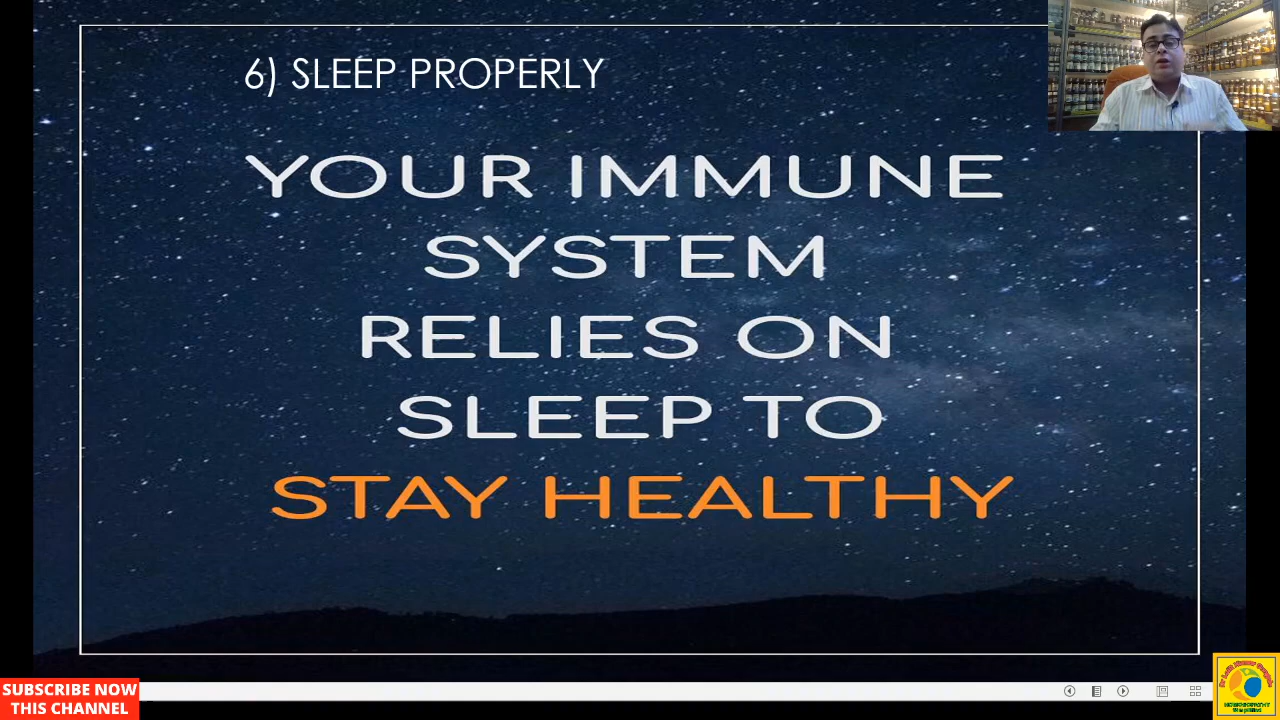 6) SLEEP PROPERLY
YOUR IMMUNE
SYSTEM
RELIES ON
SLEEP TO
STAY HEALTHY
SUBSCRIBE NOW
THIS CHANNEL